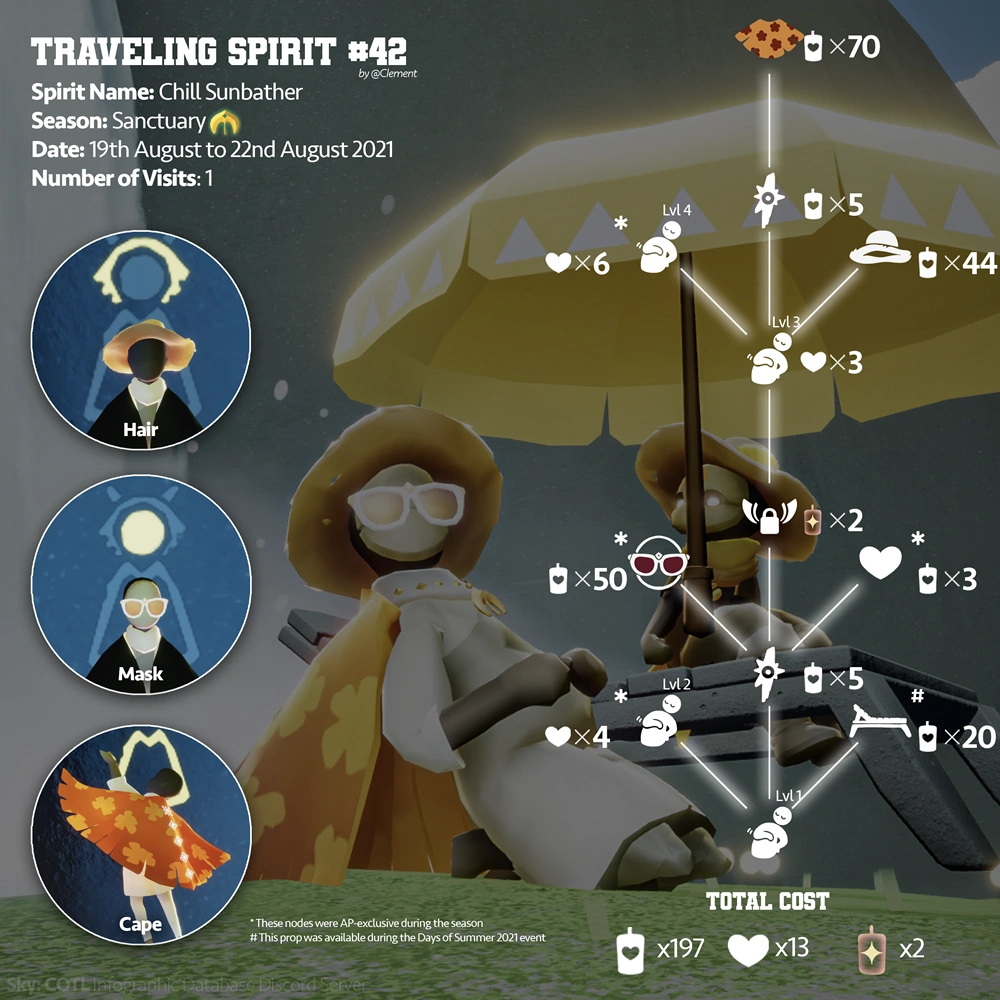 TRAVELING SPIRIT #42
by @Clement
Spirit Name: Chill Sunbather
Season: Sanctuary
Date: 19th August to 22nd August 2021
Number of Visits: 1
×70
×5
Lvl 4
*
×6
×44
Lvl 3
×3
×2
*
×50
*
×3
×5
Lvl 2
*
×4
#
×20
Lvl 1
Hair
Mask
Cape
* These nodes were AP-exclusive during the season
# This prop was available during the Days of Summer 2021 event
TOTAL COST
x197 x13 x2
Sky: COTL Infographic Database Discord Server